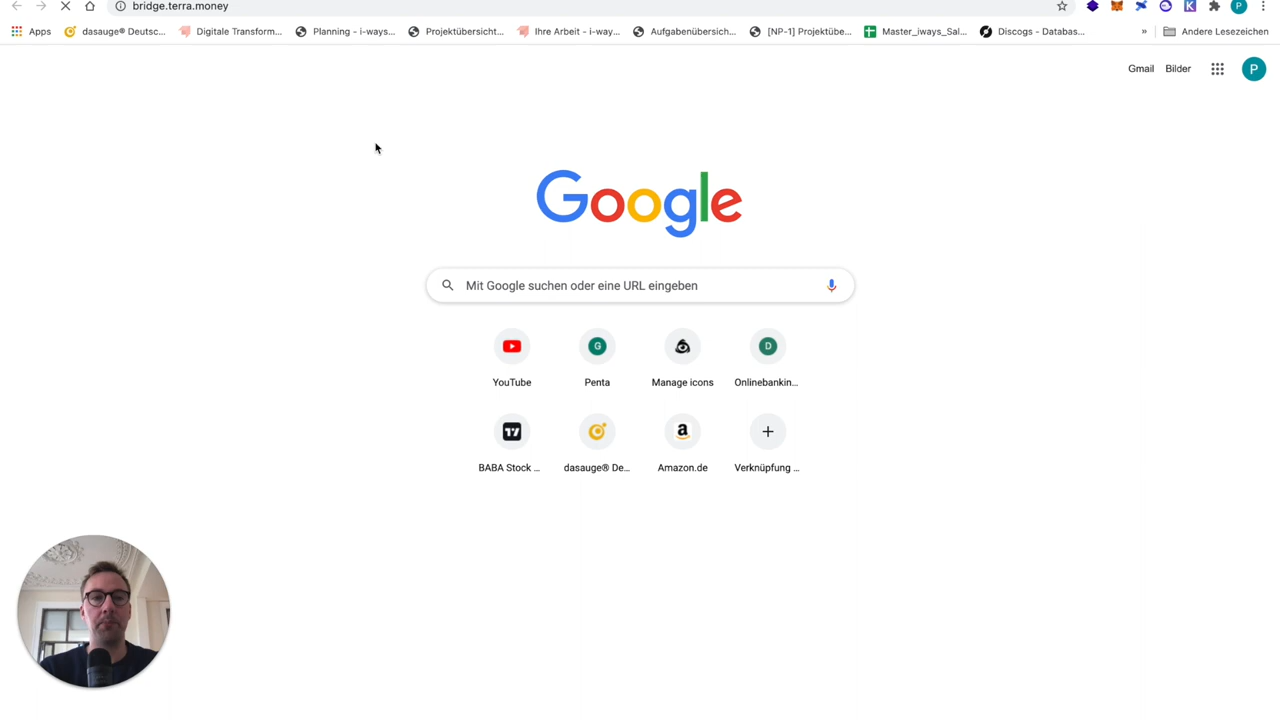 bridge.terra.money
P
Apps
dasauge® Deutsc...
Digitale Transform...
Planning - i-ways...
Projektübersicht...
Ihre Arbeit - i-way...
Aufgabenübersich...
[NP-1] Projektübe...
Master_iways_Sal...
Discogs - Databas...
»
Andere Lesezeichen
Gmail
Bilder
P
Google
Mit Google suchen oder eine URL eingeben
G
D
YouTube
Penta
Manage icons
Onlinebankin...
a
BABA Stock ...
dasauge® De...
Amazon.de
Verknüpfung ...